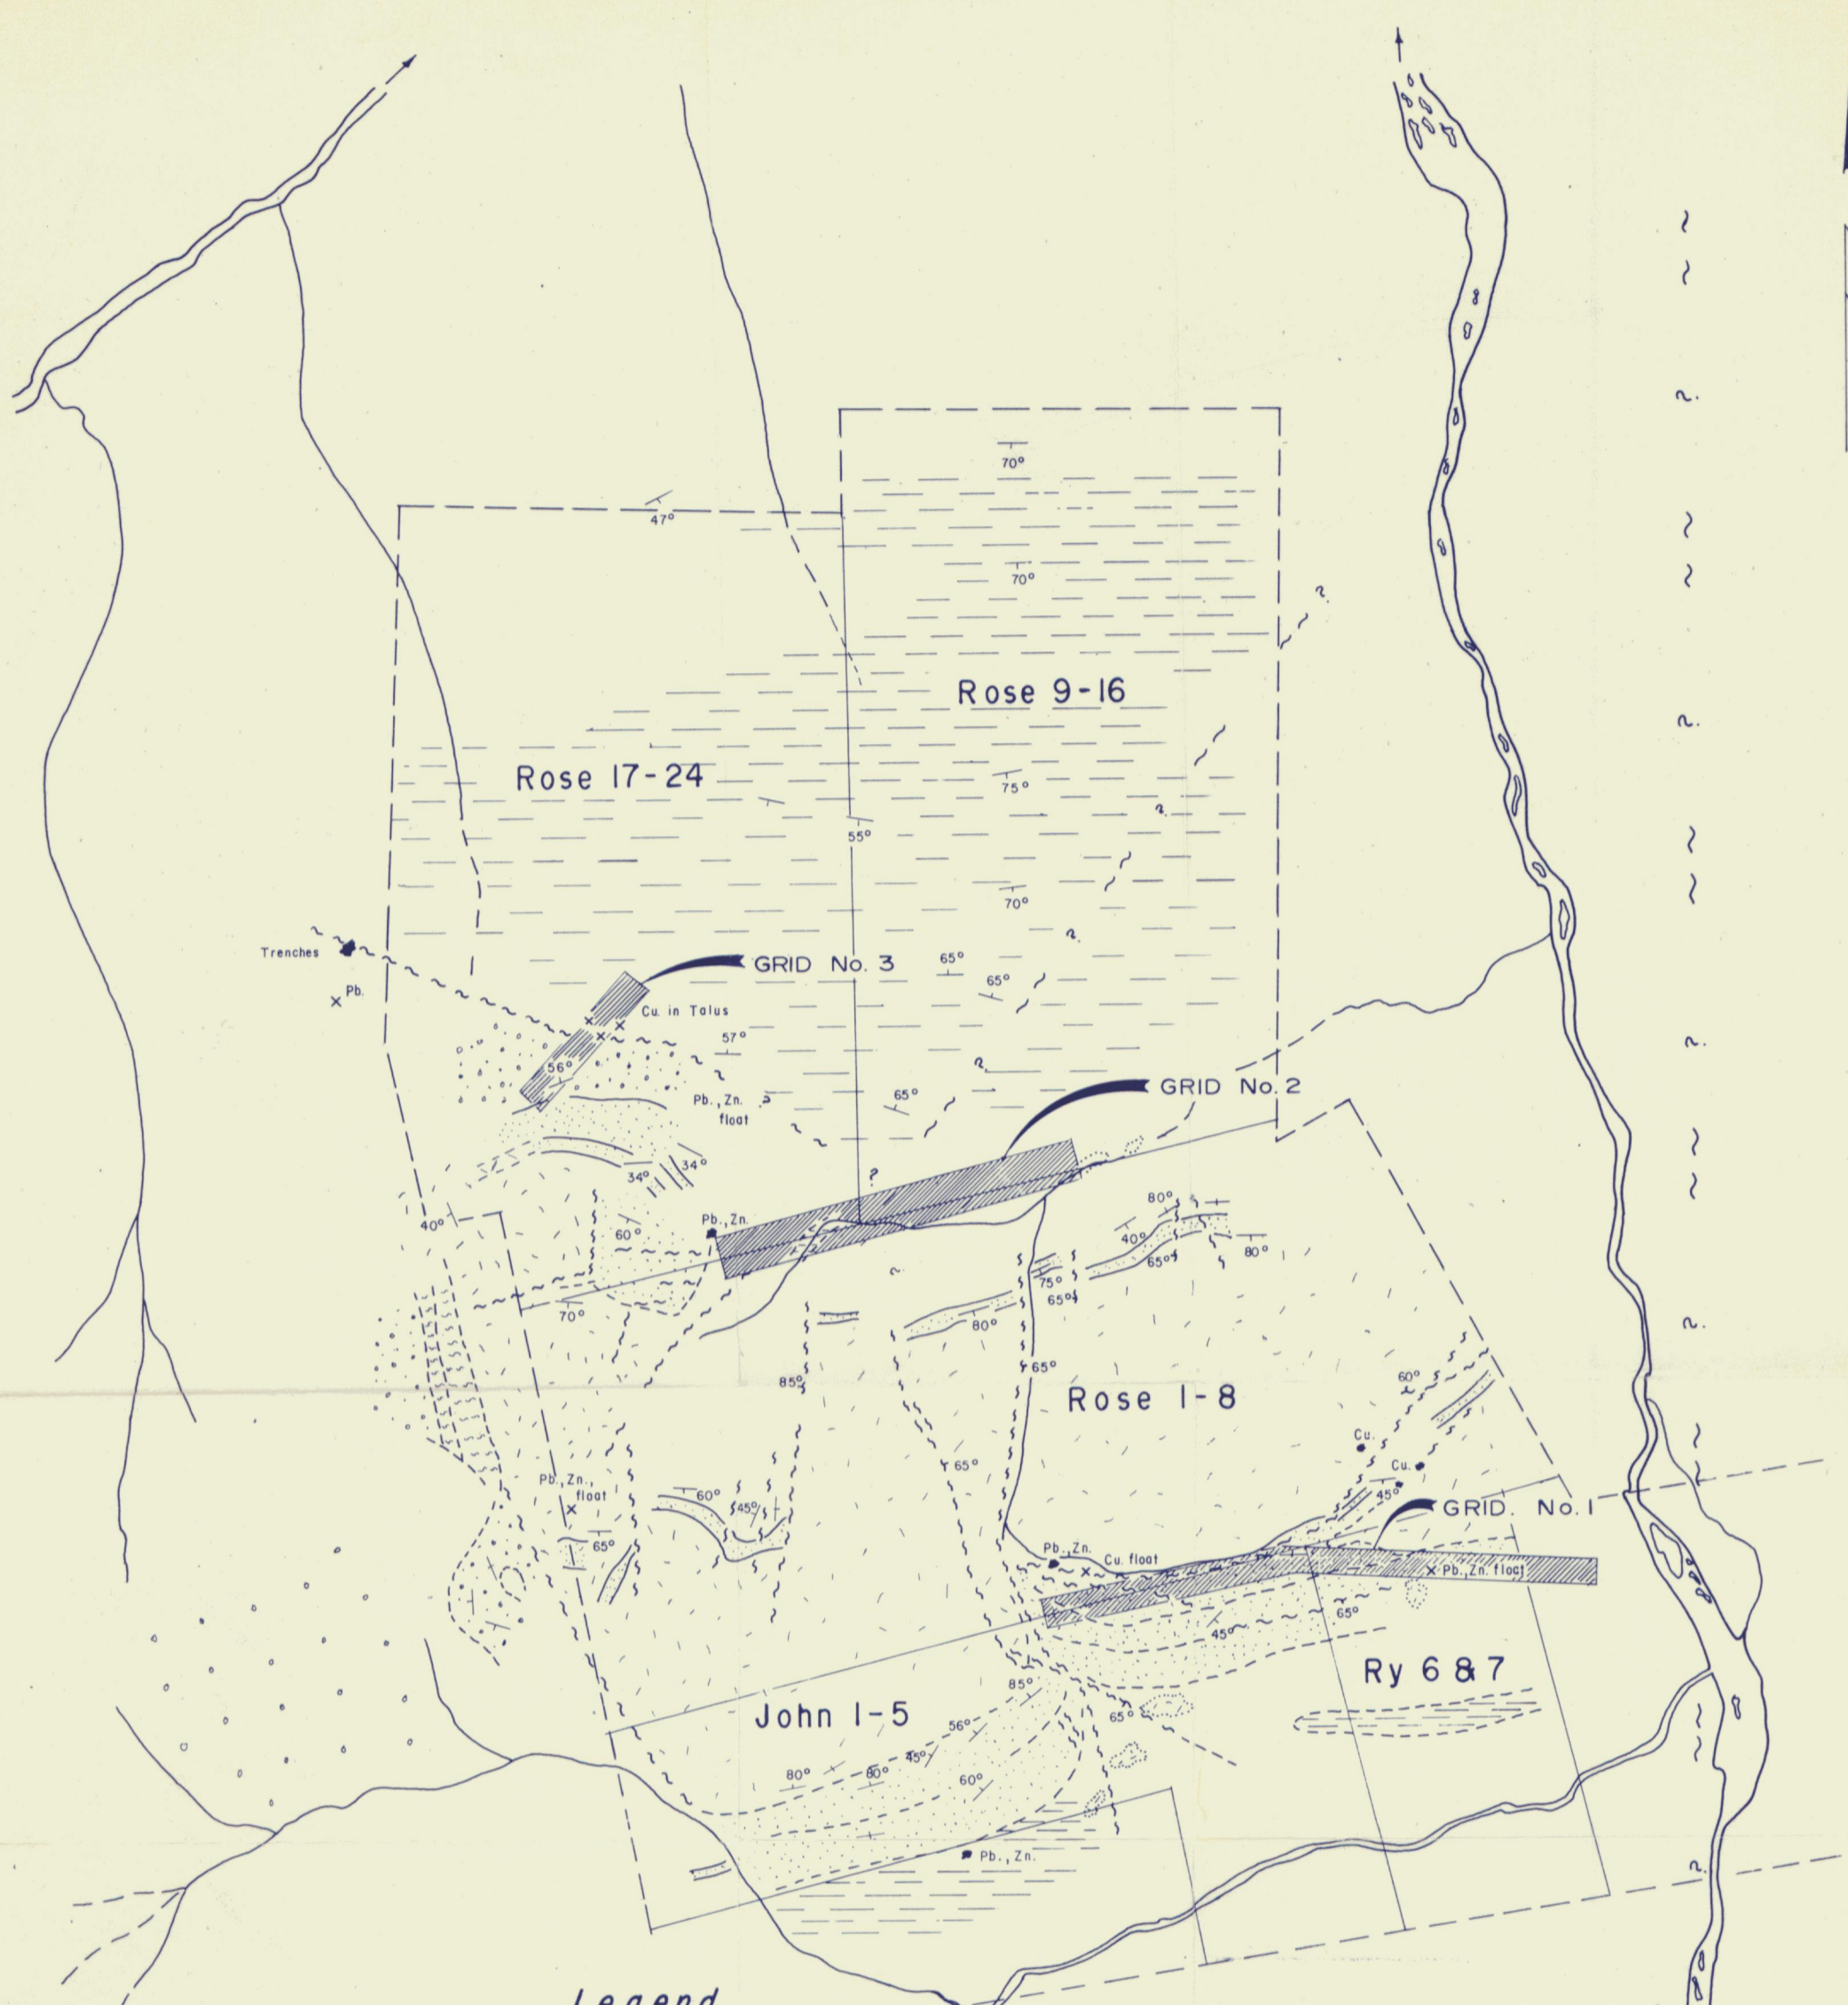 70°
47°
70°
?
Rose 9-16
Rose 17-24
75°
?
55°
70°
?
Trenches
GRID No. 3
65°
65°
Pb.
Cu. in Talus
57°
56°
?
GRID No. 2
Pb., Zn.
float
?
65°
34°
34°
?
80°
40°
Pb., Zn.
60°
40°
65°
80°
75°
65°
70°
80°
85°
65°
60°
Rose 1-8
Cu.
Cu.
65°
Pb., Zn.,
float
60°
45°
45°
GRID. No. 1
65°
Pb., Zn.
Cu. float
Pb., Zn. float
65°
45°
Ry 6 & 7
85°
John 1-5
56°
65°
45°
80°
80°
60°
Pb., Zn.
Legend